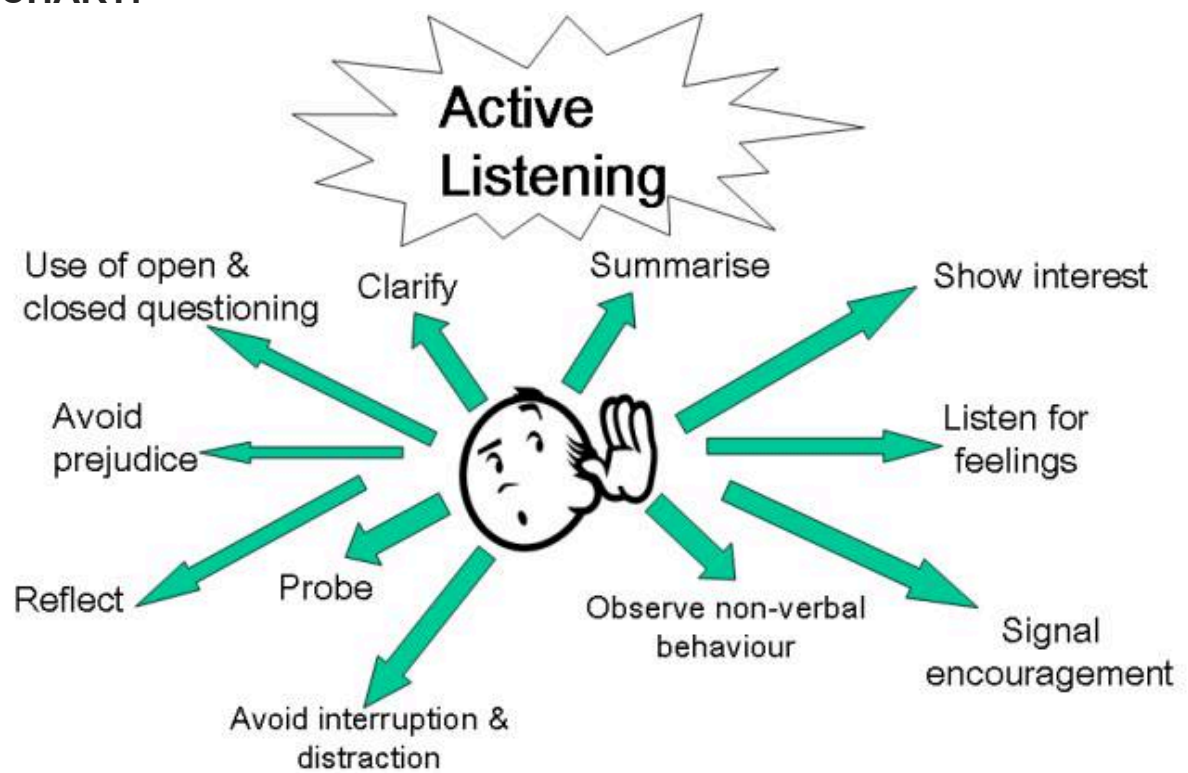 Active
Listening
Use of open &
closed questioning
Clarify
Summarise
Show interest
Avoid
prejudice
Listen for
feelings
Reflect
Probe
Observe non-verbal
behaviour
Signal
encouragement
Avoid interruption &
distraction